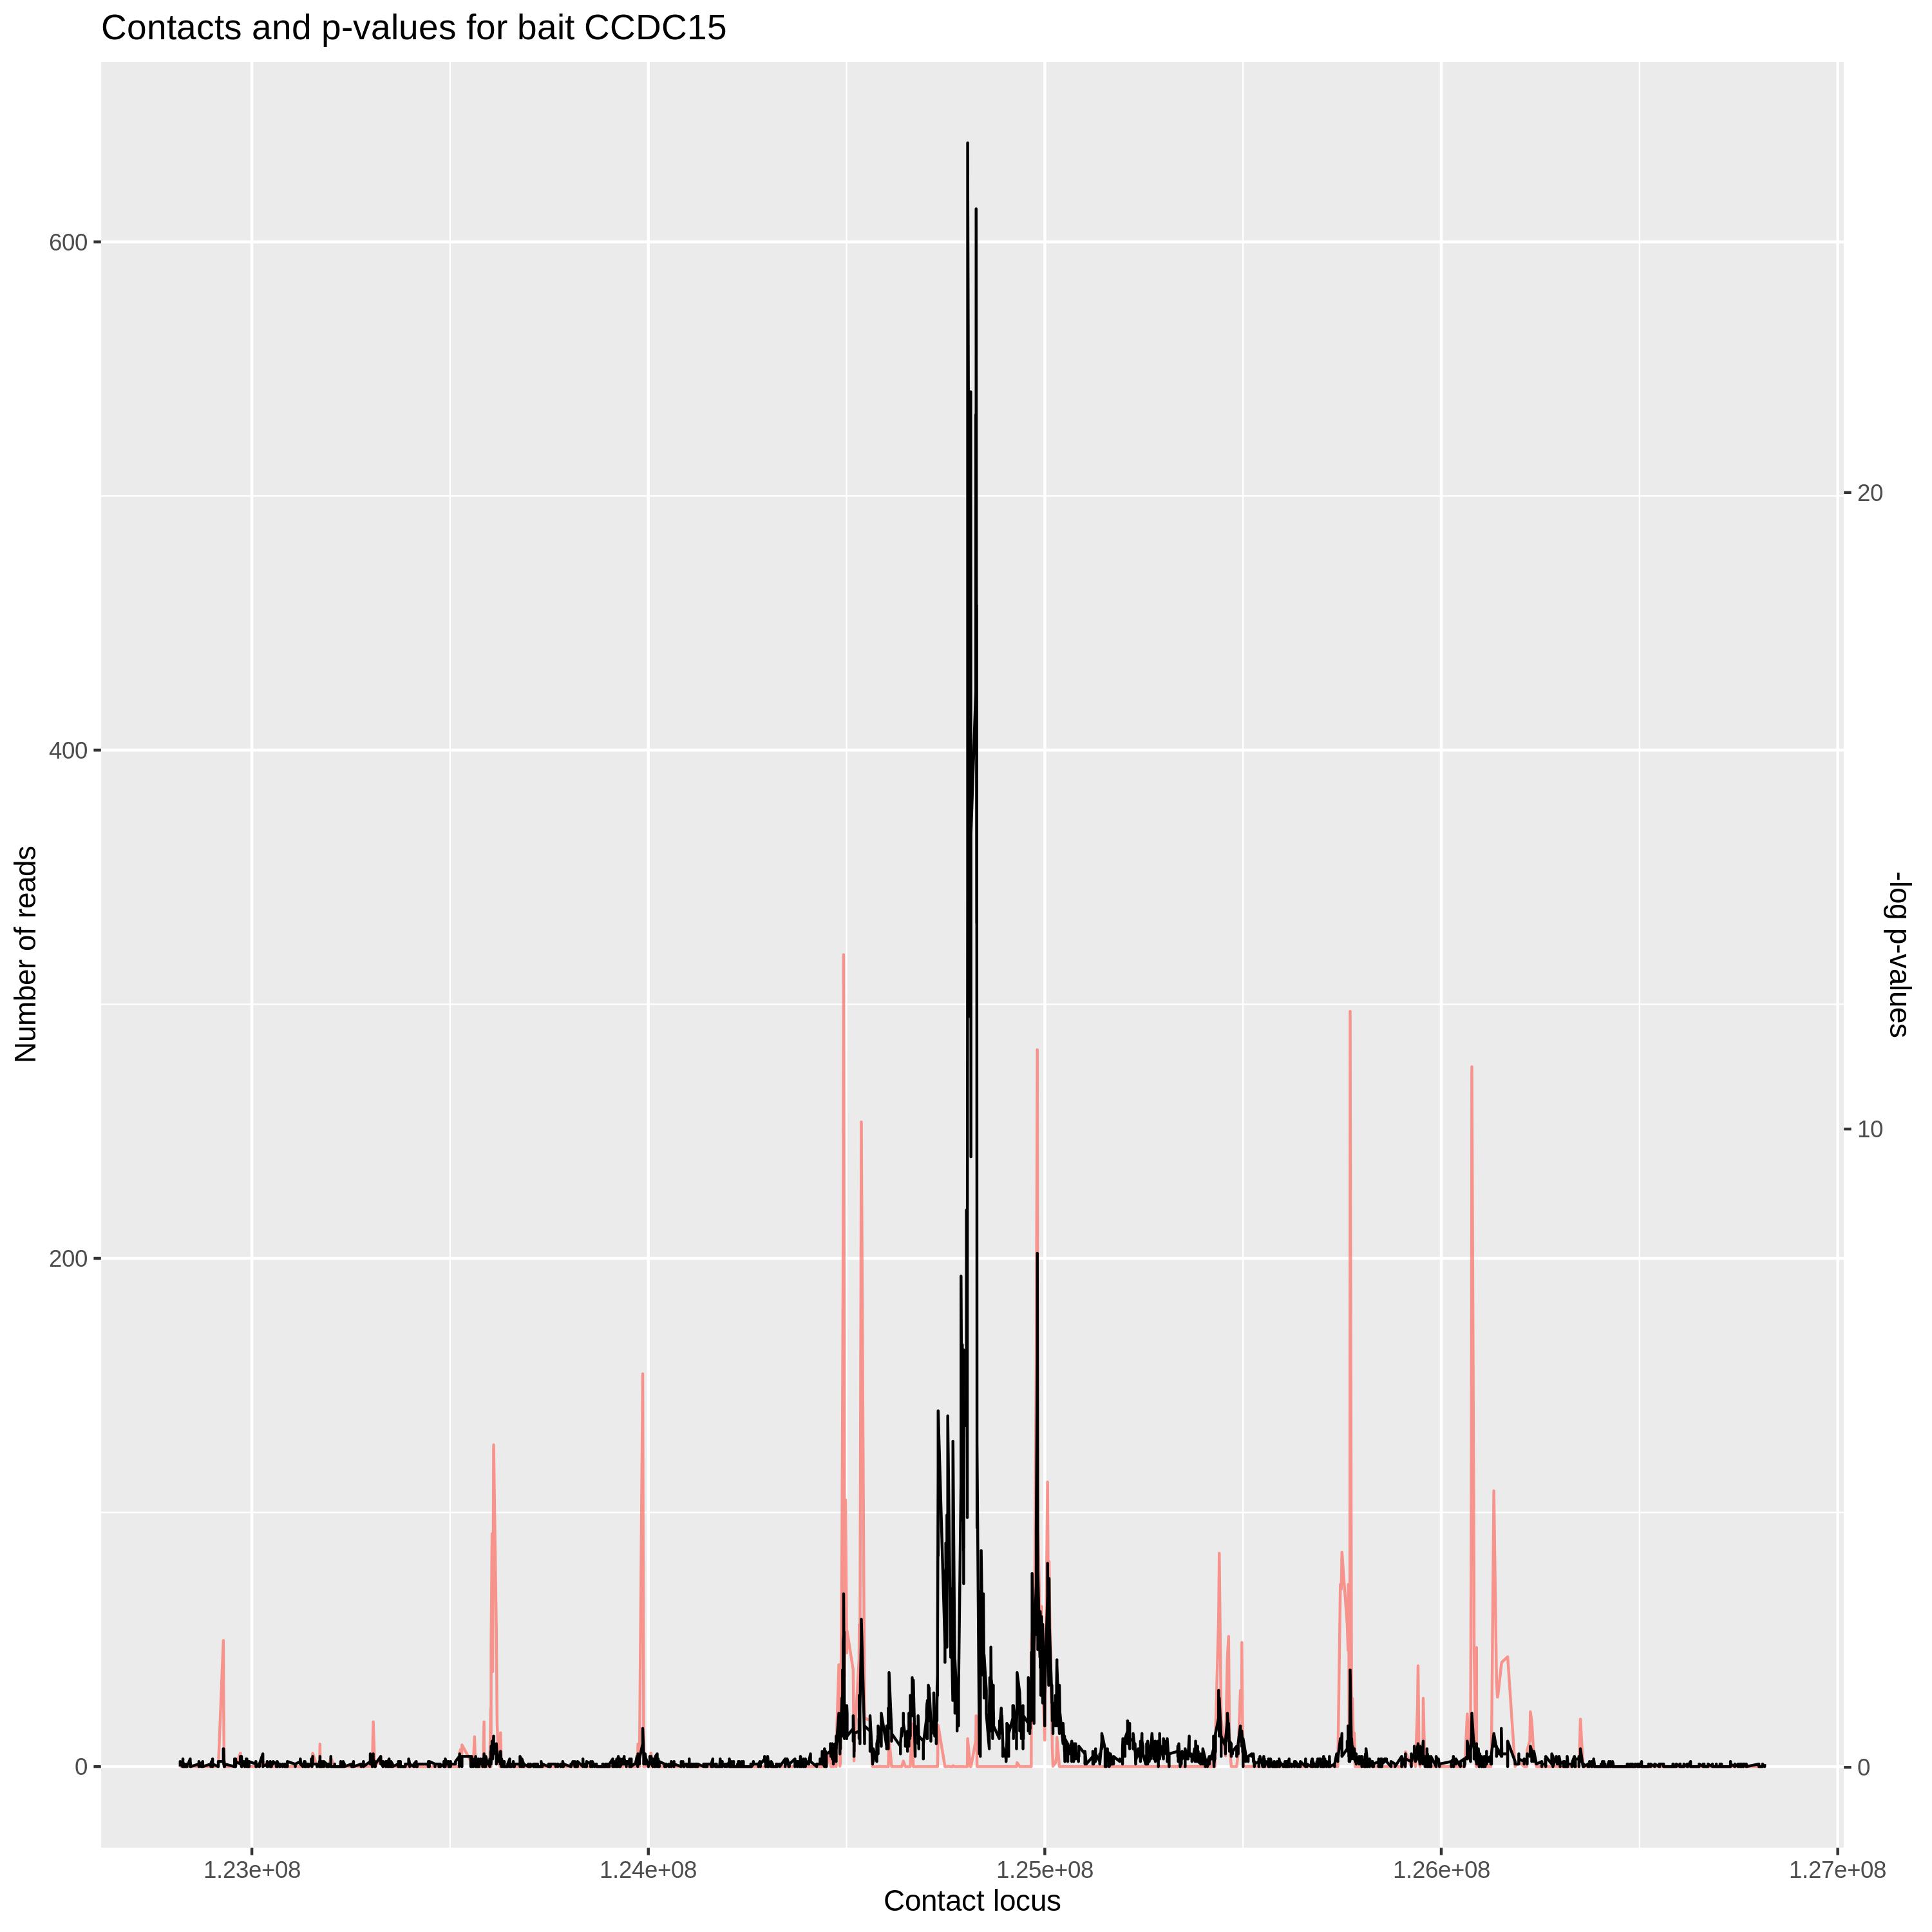 Contacts and p-values for bait CCDC15
600
400
200
0
Number of reads
20
10
0
-log p-values
1.23e+08
1.24e+08
1.25e+08
1.26e+08
1.27e+08
Contact locus